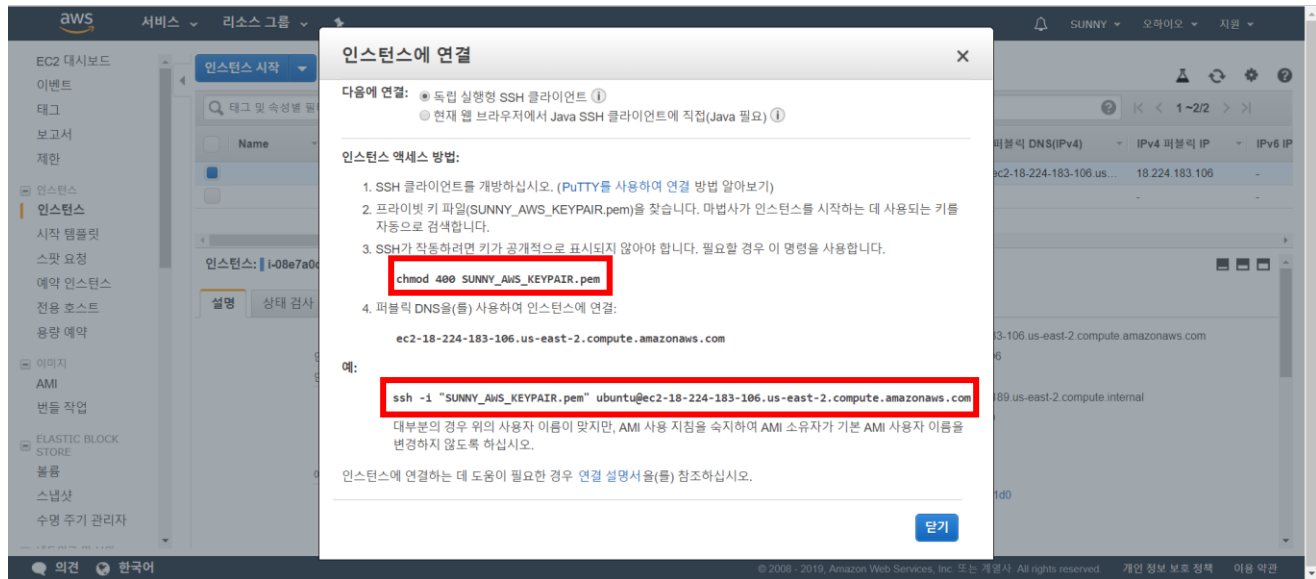 aws
서비스
리소스 그룹
SUNNY
오하이오
지원
EC2 대시보드
이벤트
태그
보고서
제한
인스턴스
인스턴스
시작 템플릿
스팟 요청
예약 인스턴스
전용 호스트
용량 예약
이미지
AMI
번들 작업
ELASTIC BLOCK
STORE
볼륨
스냅샷
수명 주기 관리자
인스턴스 시작
태그 및 속성별
1~2/2
Name
퍼블릭 DNS(IPv4)
IPv4 퍼블릭 IP
IPv6 IP
ec2-18-224-183-106.us...
18.224.183.106
-
-
-
인스턴스:
설명
상태 검사
인스턴스에 연결
다음에 연결:
독립 실행형 SSH 클라이언트
현재 웹 브라우저에서 Java SSH 클라이언트에 직접(Java 필요)
인스턴스 액세스 방법:
1. SSH 클라이언트를 개방하십시오. (PuTTY를 사용하여 연결 방법 알아보기)
2. 프라이빗 키 파일(SUNNY_AWS_KEYPAIR.pem)을 찾습니다. 마법사가 인스턴스를 시작하는 데 사용되는 키를
자동으로 검색합니다.
3. SSH가 작동하려면 키가 공개적으로 표시되지 않아야 합니다. 필요할 경우 이 명령을 사용합니다.
chmod 400 SUNNY_AWS_KEYPAIR.pem
4. 퍼블릭 DNS을(를) 사용하여 인스턴스에 연결:
ec2-18-224-183-106.us-east-2.compute.amazonaws.com
예:
ssh -i "SUNNY_AWS_KEYPAIR.pem" ubuntu@ec2-18-224-183-106.us-east-2.compute.amazonaws.com
대부분의 경우 위의 사용자 이름이 맞지만, AMI 사용 지침을 숙지하여 AMI 소유자가 기본 AMI 사용자 이름을
변경하지 않도록 하십시오.
인스턴스에 연결하는 데 도움이 필요한 경우 연결 설명서을(를) 참조하십시오.
닫기
3-106.us-east-2.compute.amazonaws.com
189.us-east-2.compute.internal
1d0
의견
한국어
© 2008 - 2019, Amazon Web Services, Inc. 또는 계열사. All rights reserved.
개인 정보 보호 정책
이용 약관